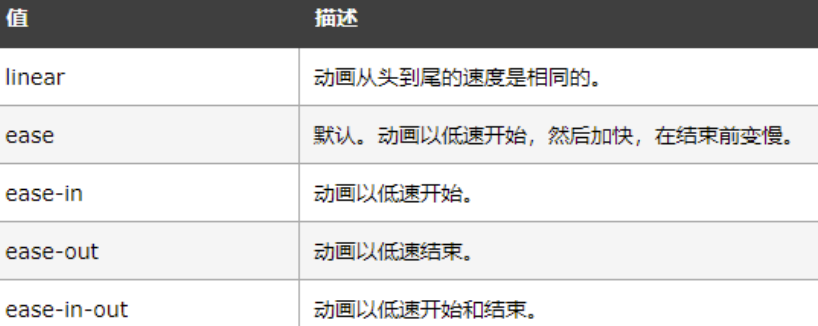 值 描述
linear 动画从头到尾的速度是相同的。
ease 默认。动画以低速开始，然后加快，在结束前变慢。
ease-in 动画以低速开始。
ease-out 动画以低速结束。
ease-in-out 动画以低速开始和结束。